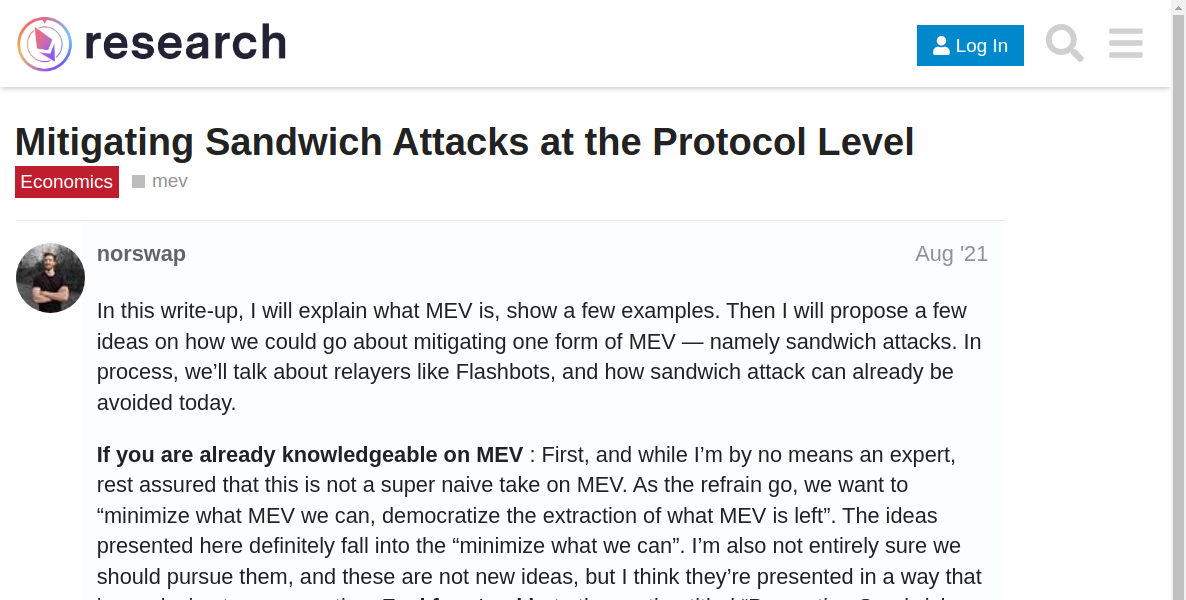 research
Log In
Mitigating Sandwich Attacks at the Protocol Level
Economics
mev
norswap
Aug '21
In this write-up, I will explain what MEV is, show a few examples. Then I will propose a few
ideas on how we could go about mitigating one form of MEV — namely sandwich attacks. In
process, we’ll talk about relayers like Flashbots, and how sandwich attack can already be
avoided today.
If you are already knowledgeable on MEV : First, and while I’m by no means an expert,
rest assured that this is not a super naive take on MEV. As the refrain go, we want to
“minimize what MEV we can, democratize the extraction of what MEV is left”. The ideas
presented here definitely fall into the “minimize what we can”. I’m also not entirely sure we
should pursue them, and these are not new ideas, but I think they’re presented in a way that